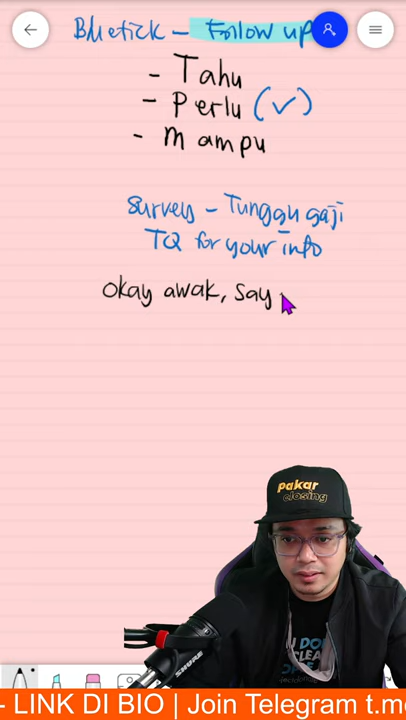 Bluetick - Follow up
- Tahu
- Perlu (✓)
- Mampu
Survey - Tunggu gaji
TQ for your info
okay awak, say
pakar
closing
SHURE
- LINK DI BIO | Join Telegram t.m